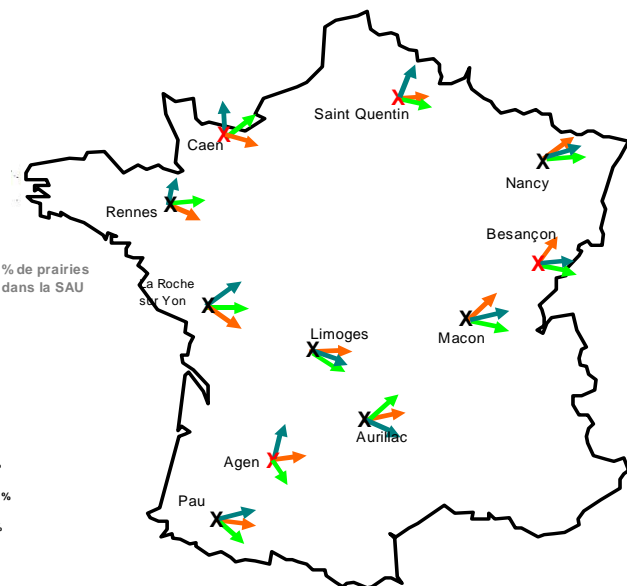 Saint Quentin
Caen
Nancy
Rennes
Besançon
% de prairies
dans la SAU
La Roche
sur Yon
Limoges
Macon
Aurillac
Agen
%
Pau